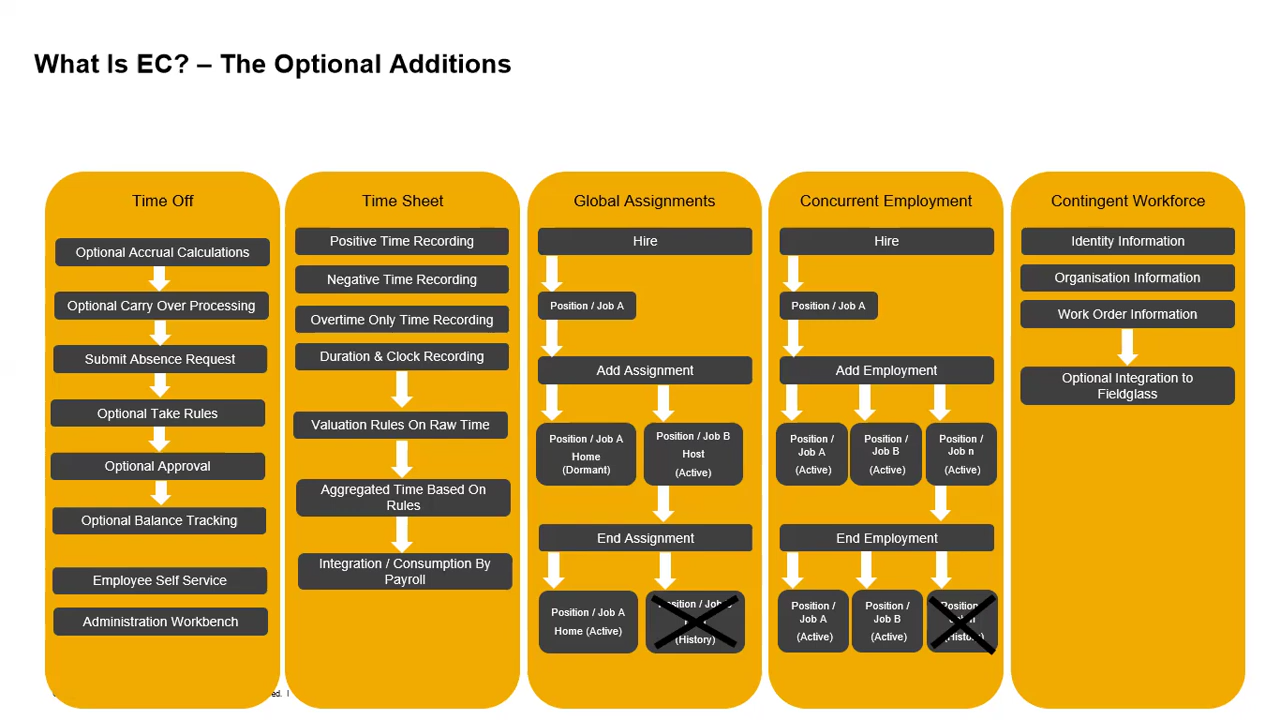 What Is EC? – The Optional Additions
Time Off
Optional Accrual Calculations
Optional Carry Over Processing
Submit Absence Request
Optional Take Rules
Optional Approval
Optional Balance Tracking
Employee Self Service
Administration Workbench
Time Sheet
Positive Time Recording
Negative Time Recording
Overtime Only Time Recording
Duration & Clock Recording
Valuation Rules On Raw Time
Aggregated Time Based On
Rules
Integration / Consumption By
Payroll
Global Assignments
Hire
Position / Job A
Add Assignment
Position / Job A
Home
(Dormant)
Position / Job B
Host
(Active)
End Assignment
Position / Job A
Home (Active)
Position / Job
(History)
Concurrent Employment
Hire
Position / Job A
Add Employment
Position /
Job A
(Active)
Position /
Job B
(Active)
Position /
Job n
(Active)
End Employment
Position /
Job A
(Active)
Position /
Job B
(Active)
Position
(History)
Contingent Workforce
Identity Information
Organisation Information
Work Order Information
Optional Integration to
Fieldglass
ed. I